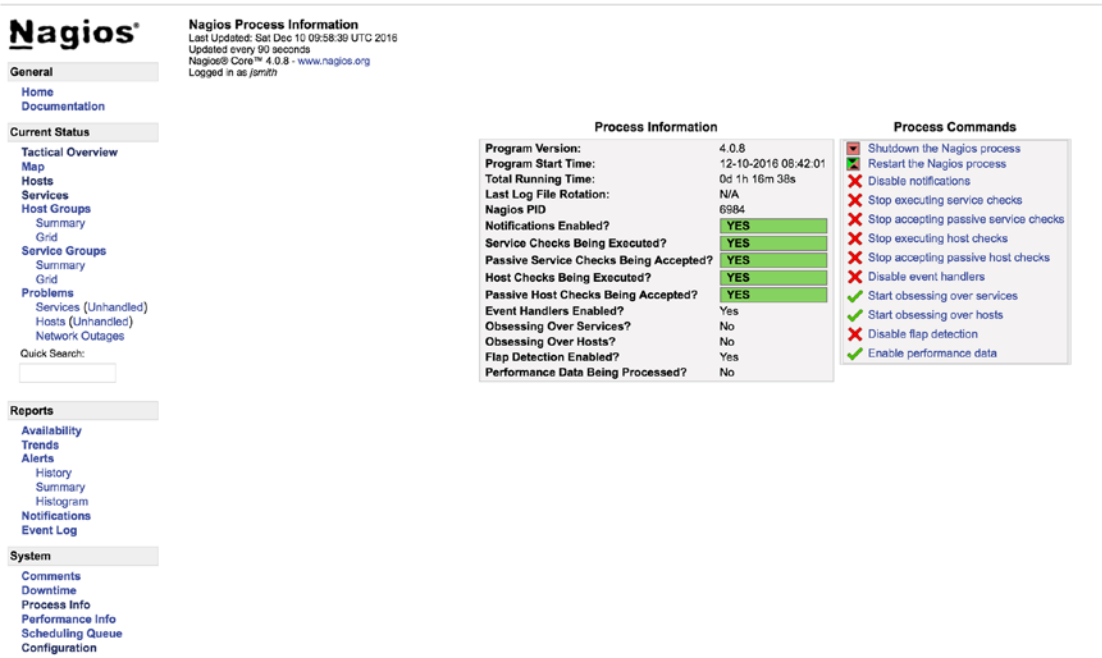 Nagios®
General
Home
Documentation
Current Status
Tactical Overview
Map
Hosts
Services
Host Groups
Summary
Grid
Service Groups
Summary
Grid
Problems
Services (Unhandled)
Hosts (Unhandled)
Network Outages
Quick Search:
Reports
Availability
Trends
Alerts
History
Summary
Histogram
Notifications
Event Log
System
Comments
Downtime
Process Info
Performance Info
Scheduling Queue
Configuration
Nagios Process Information
Last Updated: Sat Dec 10 09:58:39 UTC 2016
Updated every 90 seconds
Nagios® Core™ 4.0.8 - www.nagios.org
Logged in as jsmith
Process Information
Program Version: 4.0.8
Program Start Time: 12-10-2016 08:42:01
Total Running Time: 0d 1h 16m 38s
Last Log File Rotation: N/A
Nagios PID 6984
Notifications Enabled? YES
Service Checks Being Executed? YES
Passive Service Checks Being Accepted? YES
Host Checks Being Executed? YES
Passive Host Checks Being Accepted? YES
Event Handlers Enabled? Yes
Obsessing Over Services? No
Obsessing Over Hosts? No
Flap Detection Enabled? Yes
Performance Data Being Processed? No
Process Commands
Shutdown the Nagios process
Restart the Nagios process
Disable notifications
Stop executing service checks
Stop accepting passive service checks
Stop executing host checks
Stop accepting passive host checks
Disable event handlers
Start obsessing over services
Start obsessing over hosts
Disable flap detection
Enable performance data